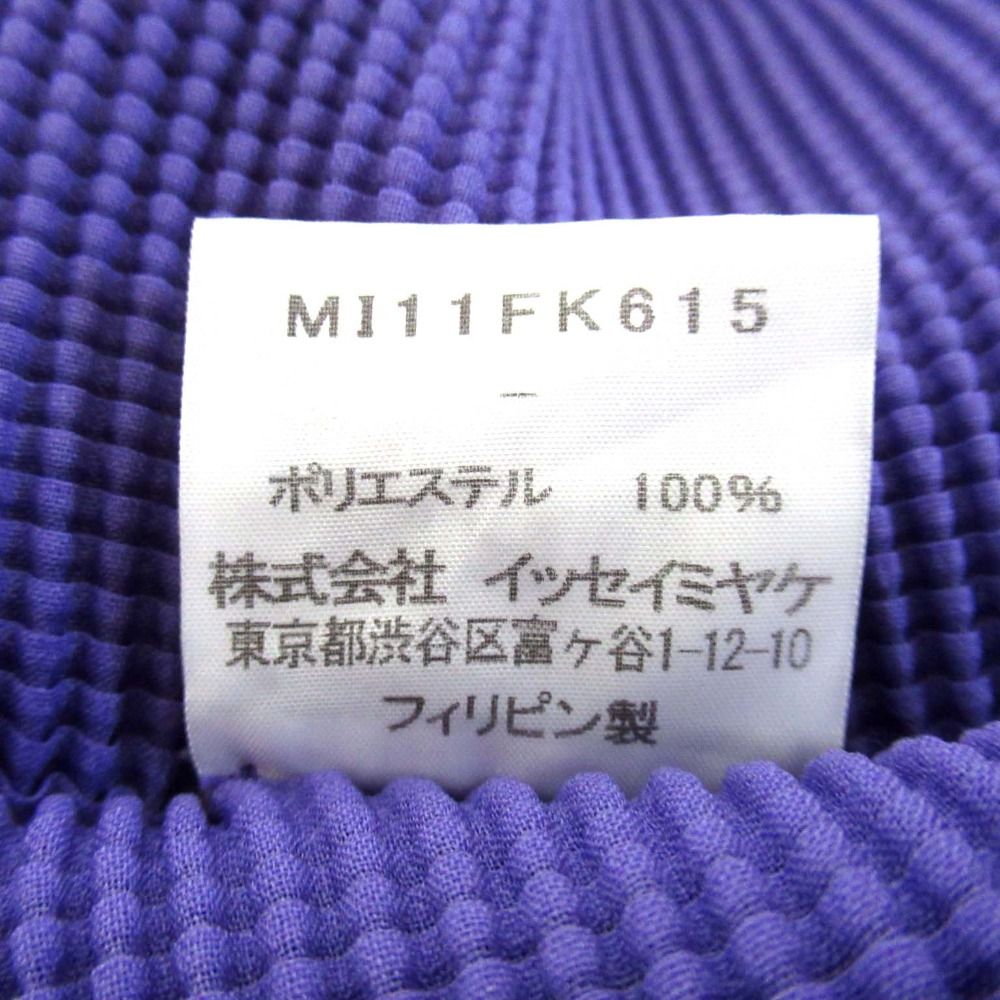 MI11FK615
—
ポリエステル 100%
株式会社 イッセイミヤケ
東京都渋谷区富ヶ谷1-12-10
フィリピン製